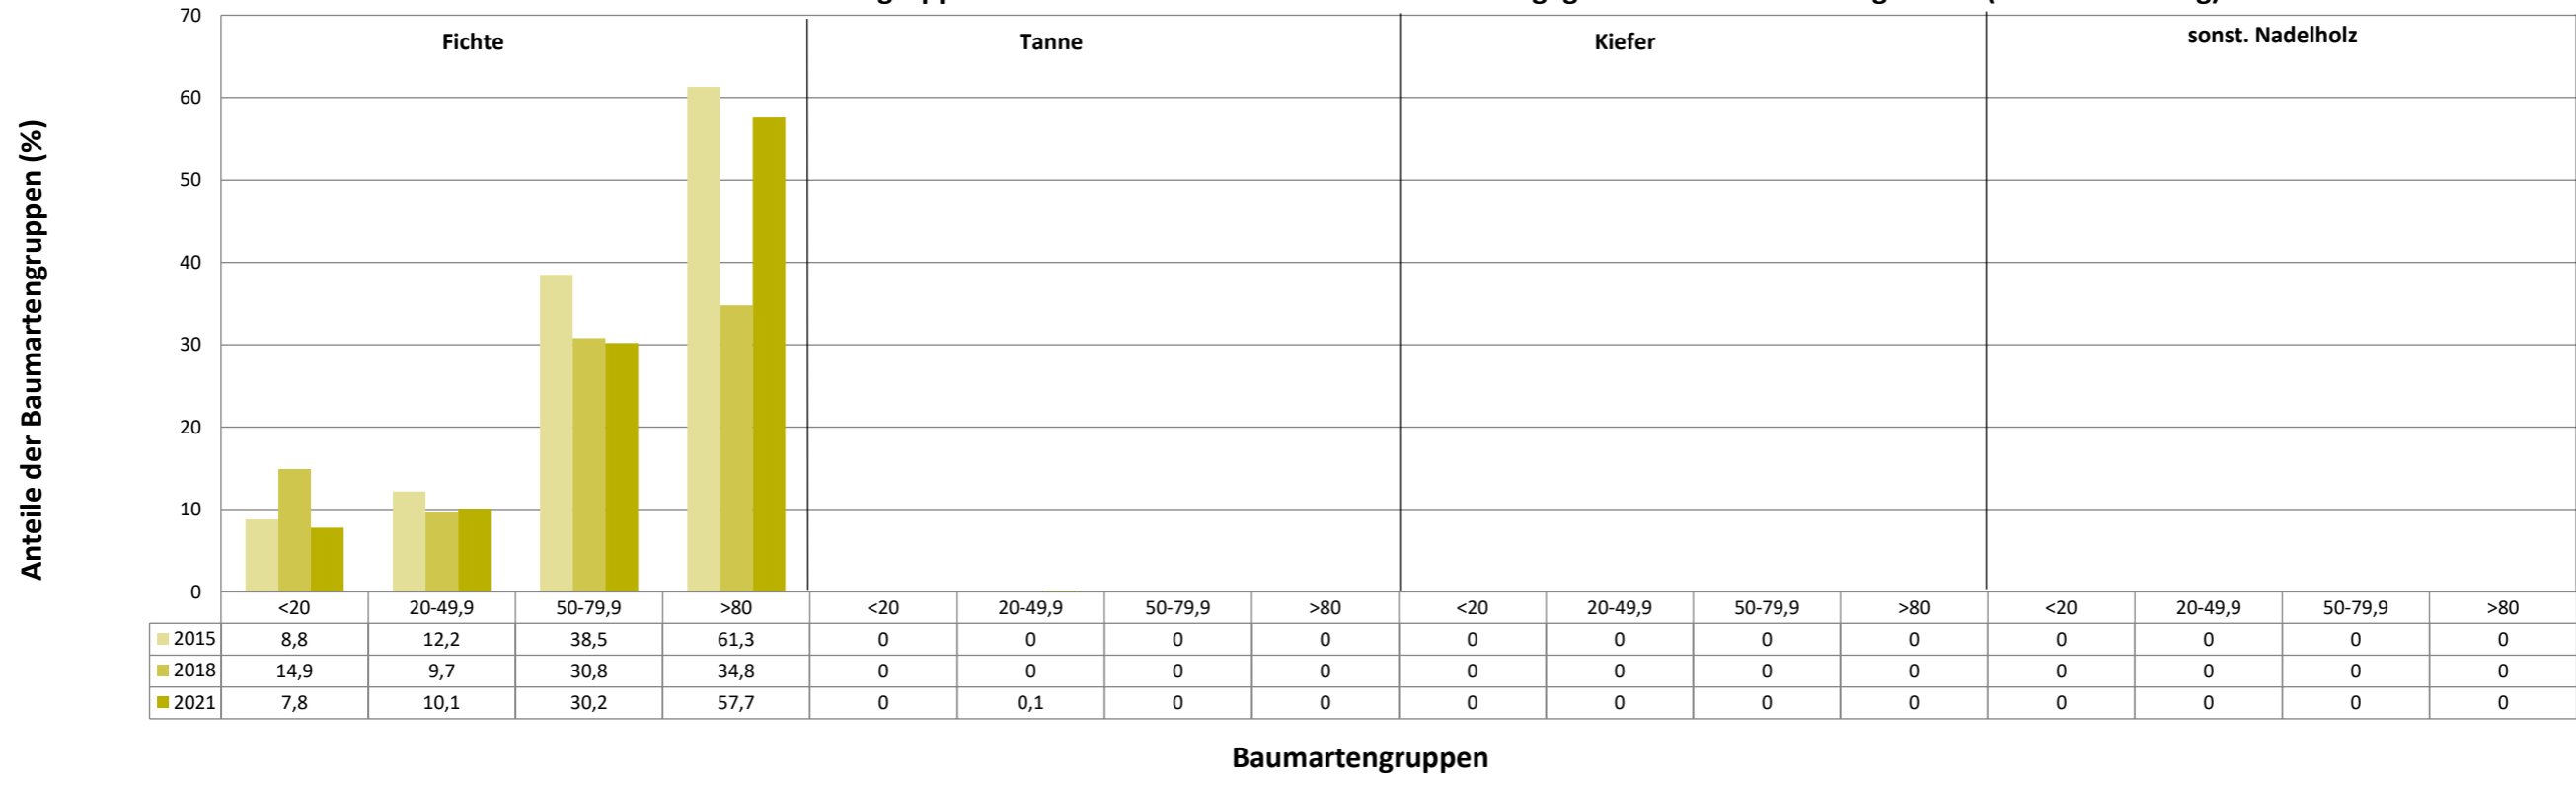 70
Fichte
Tanne
Kiefer
sonst. Nadelholz
60
50
40
30
20
10
0
Anteile der Baumartengruppen (%)
<20 20-49,9 50-79,9 >80 <20 20-49,9 50-79,9 >80 <20 20-49,9 50-79,9 >80 <20 20-49,9 50-79,9 >80
2015 8,8 12,2 38,5 61,3 0 0 0 0 0 0 0 0 0 0 0 0
2018 14,9 9,7 30,8 34,8 0 0 0 0 0 0 0 0 0 0 0 0
2021 7,8 10,1 30,2 57,7 0 0,1 0 0 0 0 0 0 0 0 0 0
Baumartengruppen